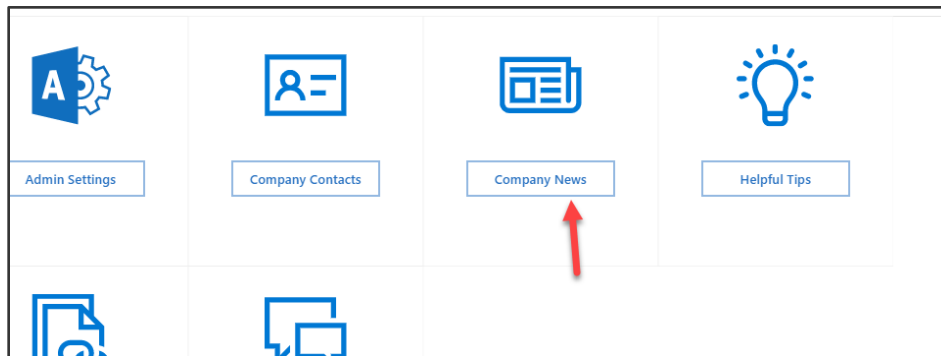 A
Admin Settings
Company Contacts
Company News
Helpful Tips